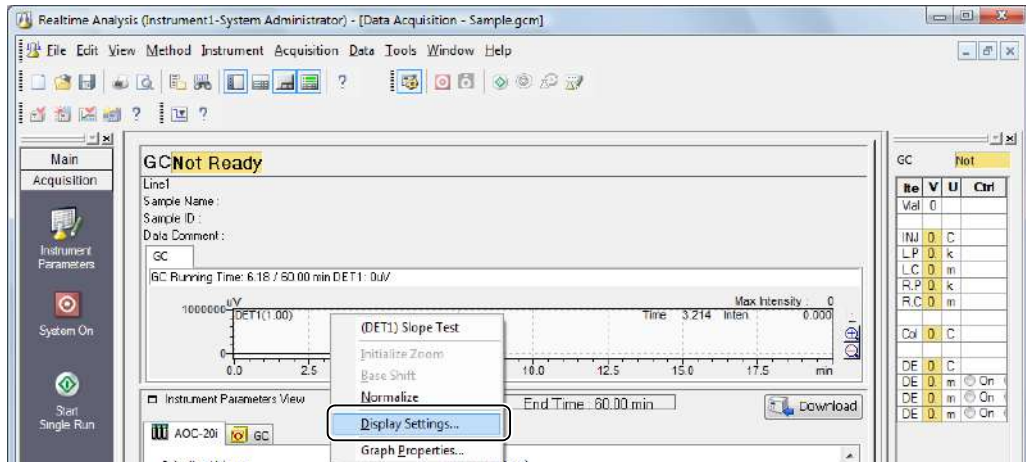 Realtime Analysis (Instrument1-System Administrator) - [Data Acquisition - Sample.gcm]
File Edit View Method Instrument Acquisition Data Tools Window Help
? 
? ?
Main
Acquisition
Instrument
Parameters
System On
Start
Single Run
GC Not Ready
Line1
Sample Name :
Sample ID :
Data Comment :
GC
GC Running Time: 6.18 / 60.00 min DET1: 0uV
uV
1000000
DET1(1.00)
Max Intensity : 0
Time 3.214 Inten. 0.000
0
0.0 2.5 10.0 12.5 15.0 17.5 min
(DET1) Slope Test
Initialize Zoom
Base Shift
Normalize
Display Settings...
Graph Properties...
Instrument Parameters View
End Time : 60.00 min
Download
AOC-20i GC
GC Not
Ite V U Ctrl
Vial 0
INJ 0. C
L.P 0. k
L.C 0. m
R.P 0. k
R.C 0. m
Col 0. C
DE 0. C
DE 0. m On
DE 0. m On
DE 0. m On